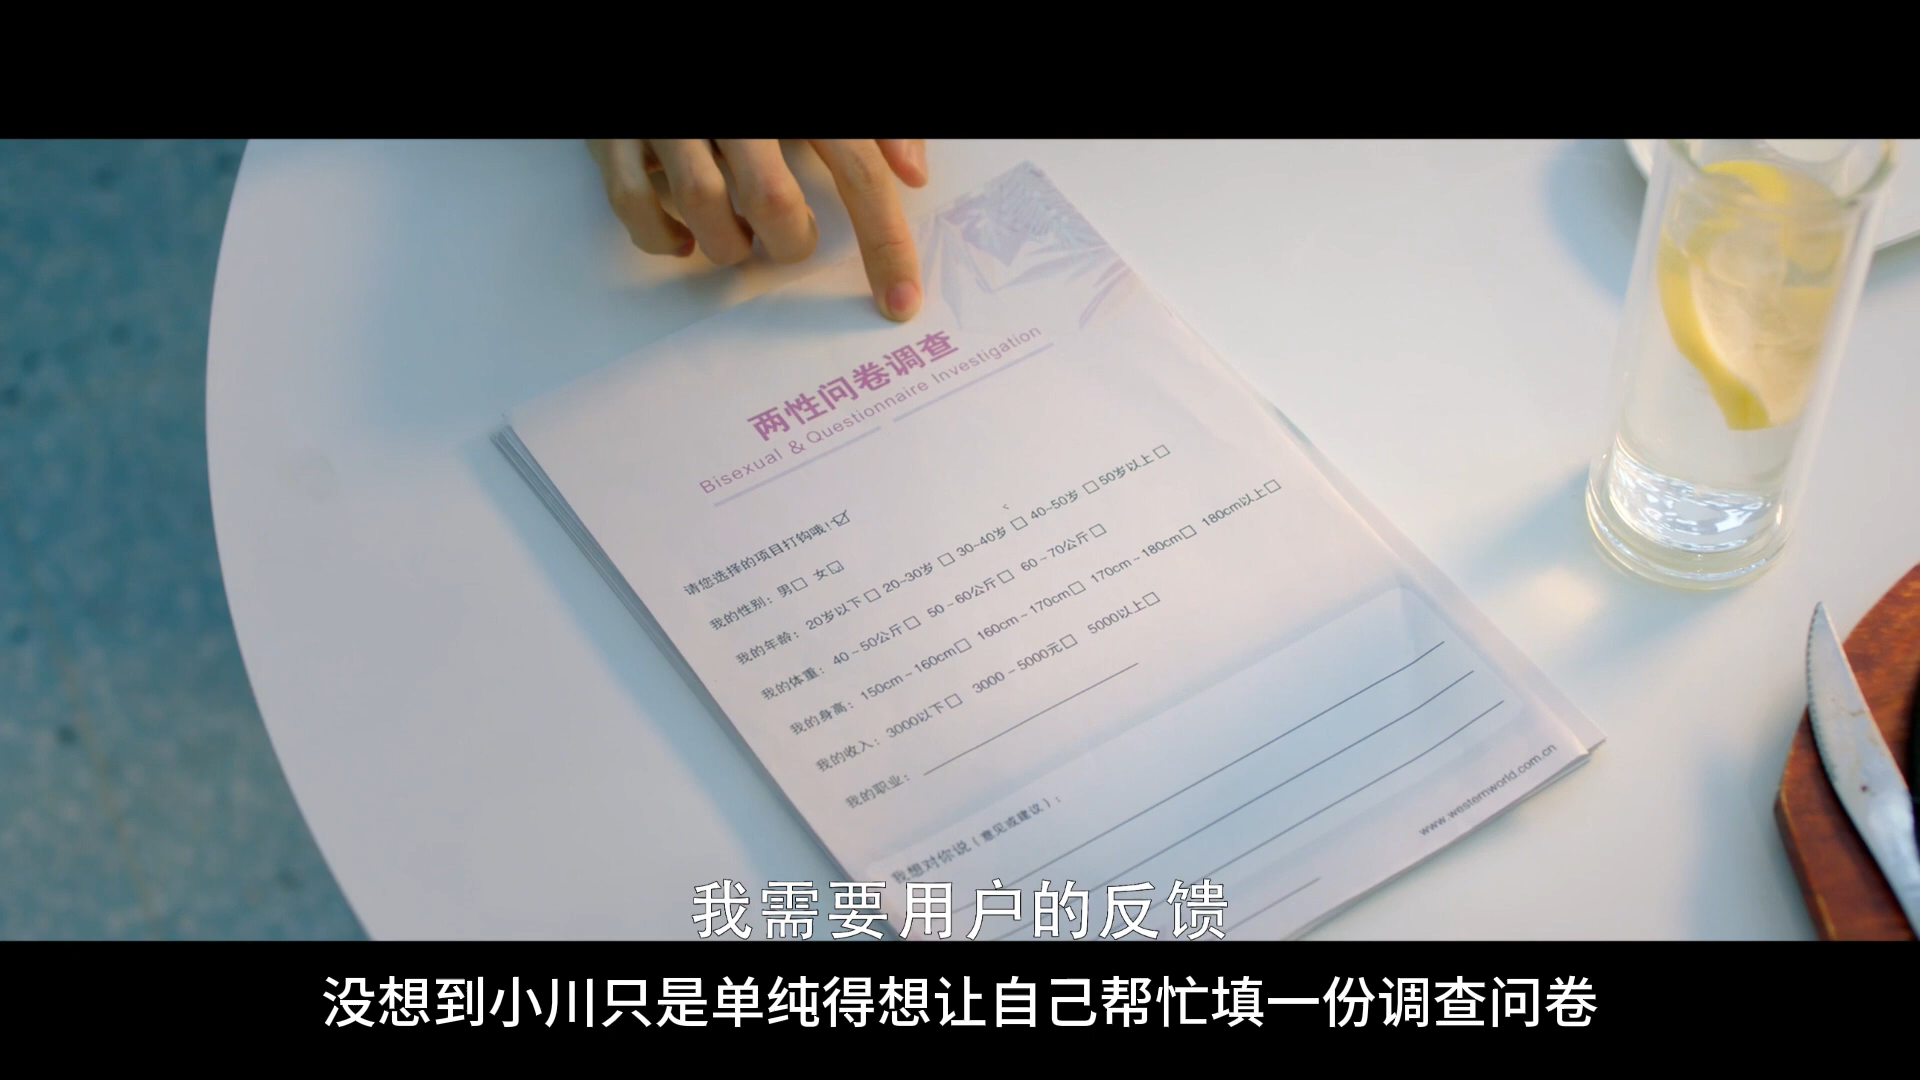 两性问卷调查
Bisexual & Questionnaire Investigation
请您选择的项目打钩哦!☑
我的性别：男□ 女☑
我的年龄：20岁以下□ 20-30岁□ 30-40岁□ 40-50岁□ 50岁以上□
我的体重：40~50公斤□ 50~60公斤□ 60~70公斤□
我的身高：150cm~160cm□ 160cm~170cm□ 170cm~180cm□ 180cm以上□
我的收入：3000以下□ 3000~5000元□ 5000以上□
我的职业：
我想对你说（意见或建议）：
www.westernworld.com.cn
我需要用户的反馈
没想到小川只是单纯得想让自己帮忙填一份调查问卷